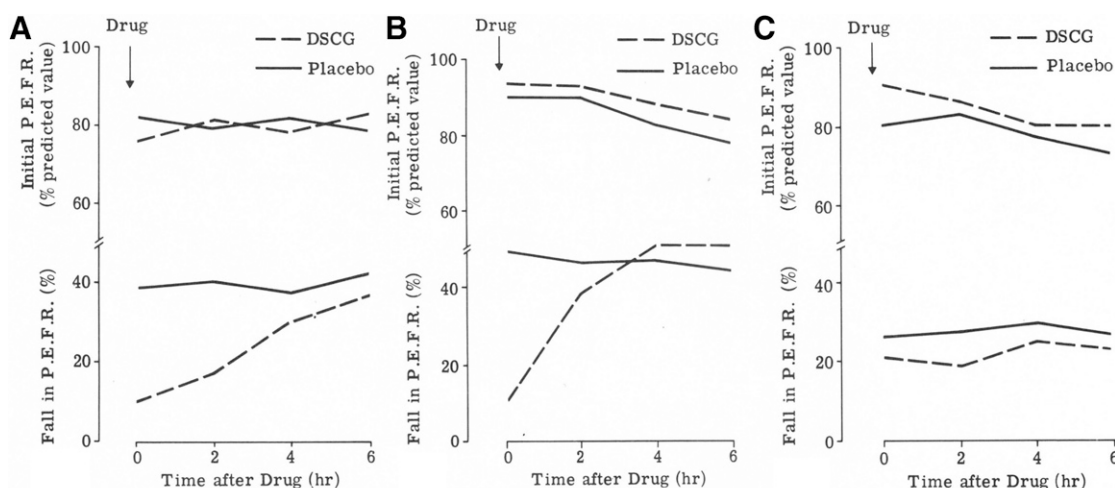 A
Drug
DSCG
Placebo
Initial P.E.F.R.
(% predicted value)
100
80
60
Fall in P.E.F.R. (%)
40
20
0
0 2 4 6
Time after Drug (hr)
B
Drug
DSCG
Placebo
Initial P.E.F.R.
(% predicted value)
100
80
60
Fall in P.E.F.R. (%)
40
20
0
0 2 4 6
Time after Drug (hr)
C
Drug
DSCG
Placebo
Initial P.E.F.R.
(% predicted value)
100
80
60
Fall in P.E.F.R. (%)
40
20
0
0 2 4 6
Time after Drug (hr)